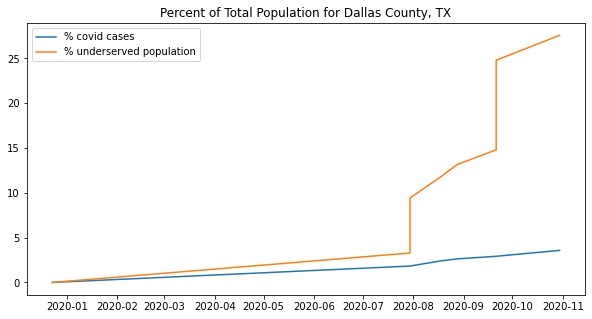 Percent of Total Population for Dallas County, TX
% covid cases
% underserved population
25
20
15
10
5
0
2020-01 2020-02 2020-03 2020-04 2020-05 2020-06 2020-07 2020-08 2020-09 2020-10 2020-11